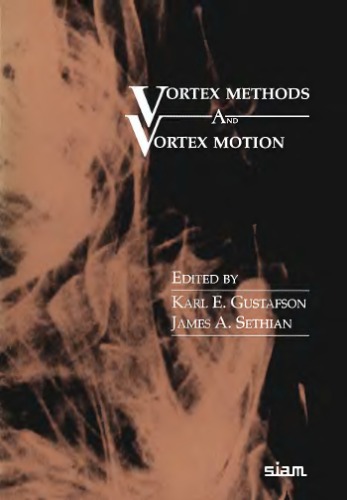 VORTEX METHODS
AND
VORTEX MOTION
EDITED BY
KARL E. GUSTAFSON
JAMES A. SETHIAN
siam